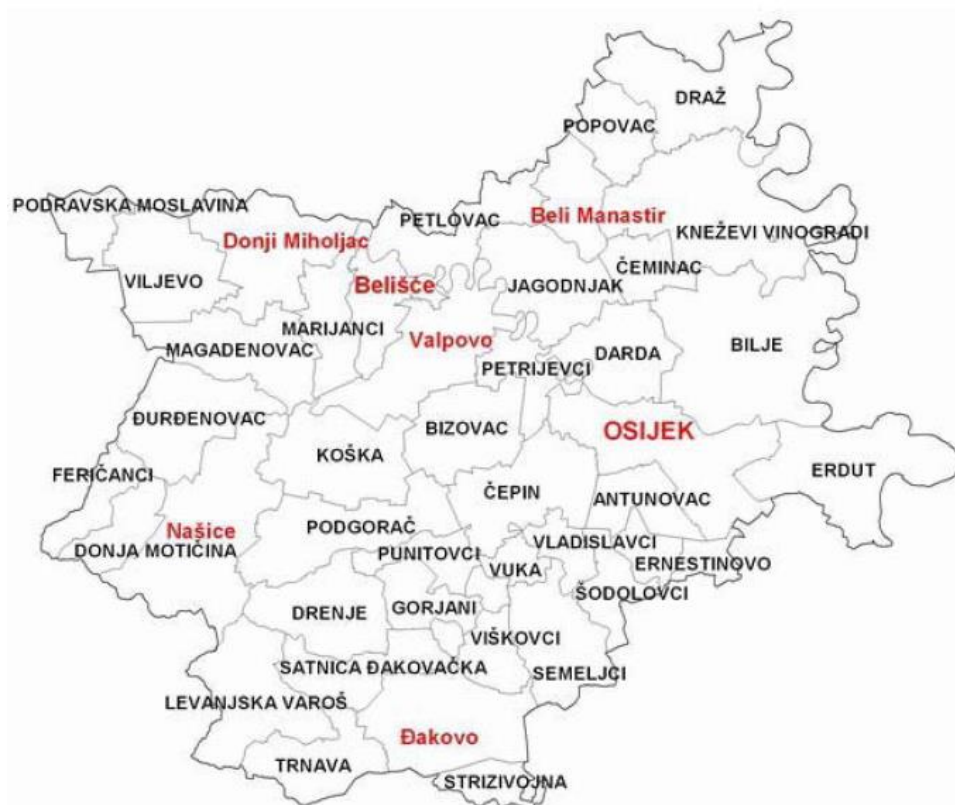 DRAŽ
POPOVAC
PODRAVSKA MOSLAVINA
PETLOVAC
Beli Manastir
KNEŽEVI VINOGRADI
Donji Miholjac
ČEMINAC
VILJEVO
Belišće
JAGODNJAK
MARIJANCI
Valpovo
BILJE
MAGADENOVAC
DARDA
PETRIJEVCI
ĐURĐENOVAC
BIZOVAC
OSIJEK
KOŠKA
FERIČANCI
ERDUT
ČEPIN
ANTUNOVAC
Našice
PODGORAČ
DONJA MOTIČINA
VLADISLAVCI
PUNITOVCI
ERNESTINOVO
VUKA
ŠODOLOVCI
DRENJE
GORJANI
VIŠKOVCI
SATNICA ĐAKOVAČKA
SEMELJCI
LEVANJSKA VAROŠ
Đakovo
TRNAVA
STRIZIVOJNA